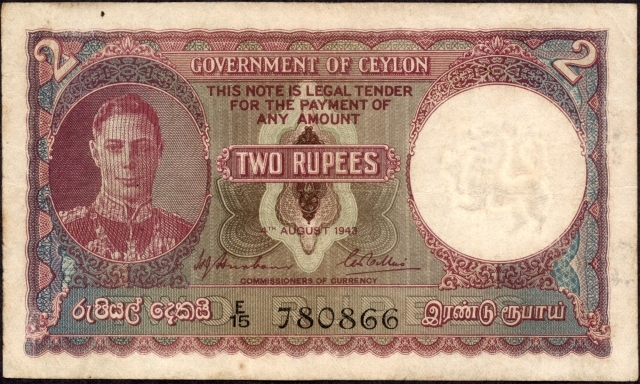 2 2
GOVERNMENT OF CEYLON
THIS NOTE IS LEGAL TENDER
FOR THE PAYMENT OF
ANY AMOUNT
TWO RUPEES
4TH AUGUST 1943
COMMISSIONERS OF CURRENCY
රුපියල් දෙකයි E/15 780866 இரண்டு ரூபாய்